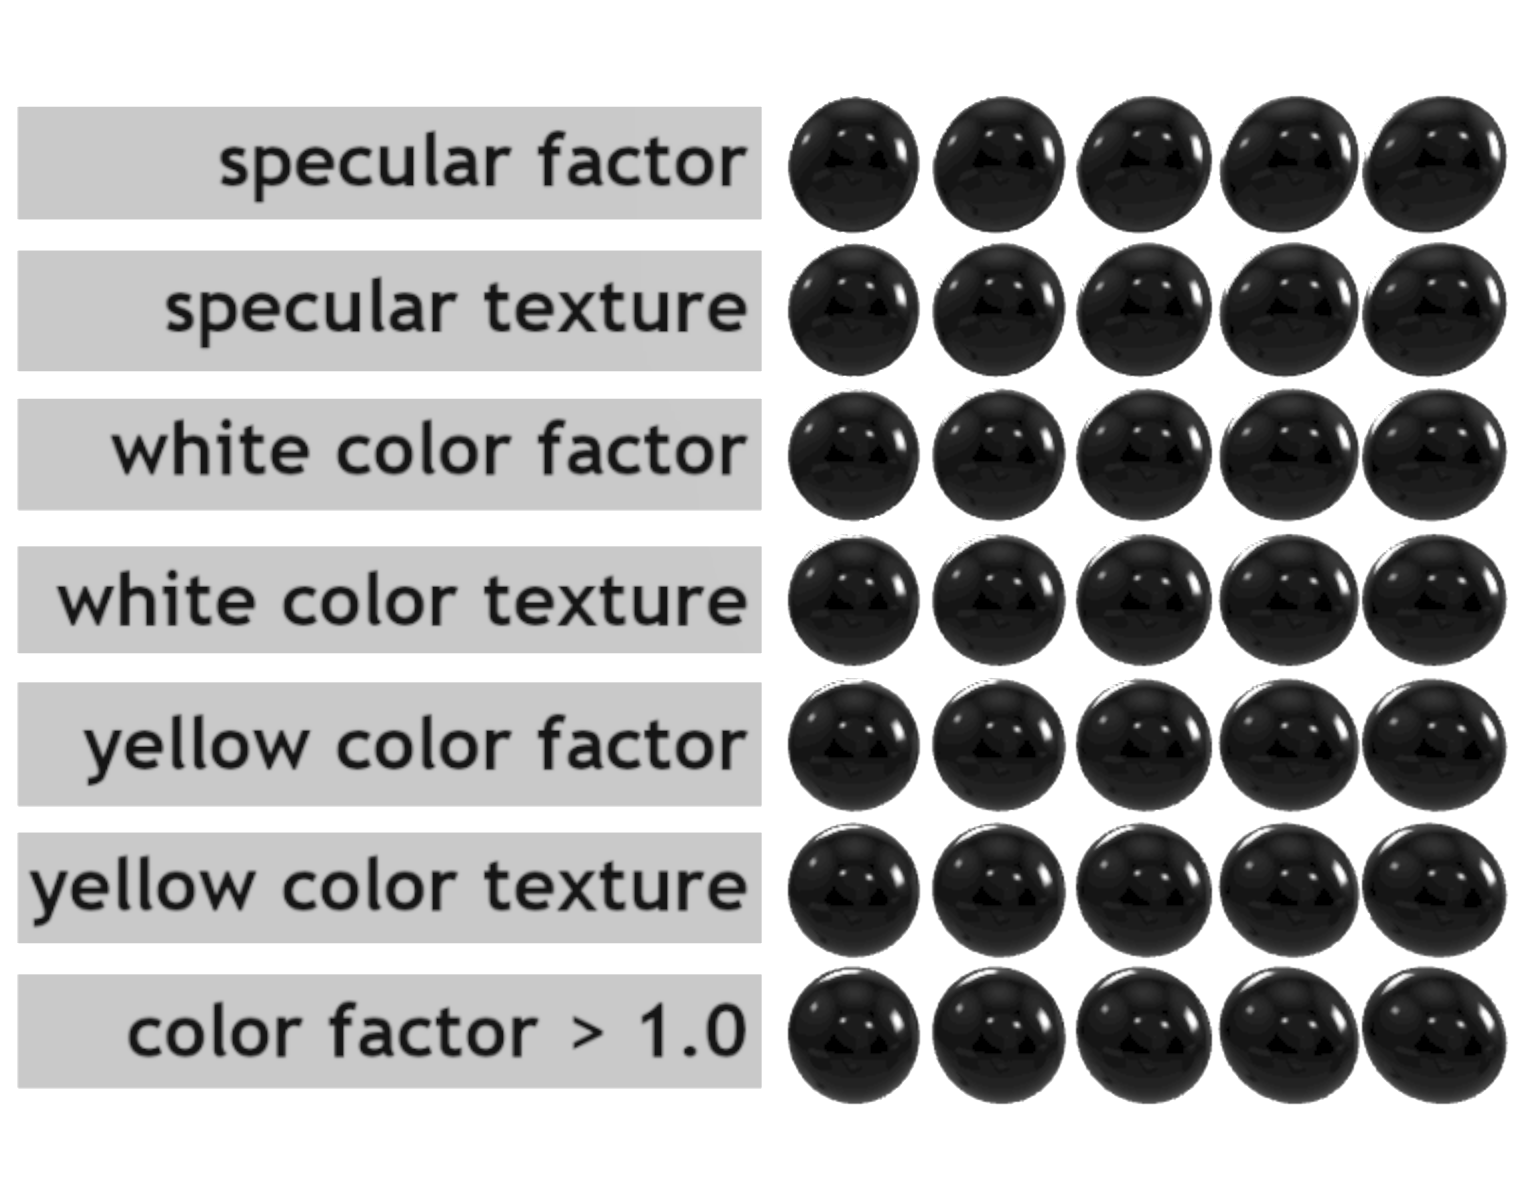 specular factor
specular texture
white color factor
white color texture
yellow color factor
yellow color texture
color factor > 1.0